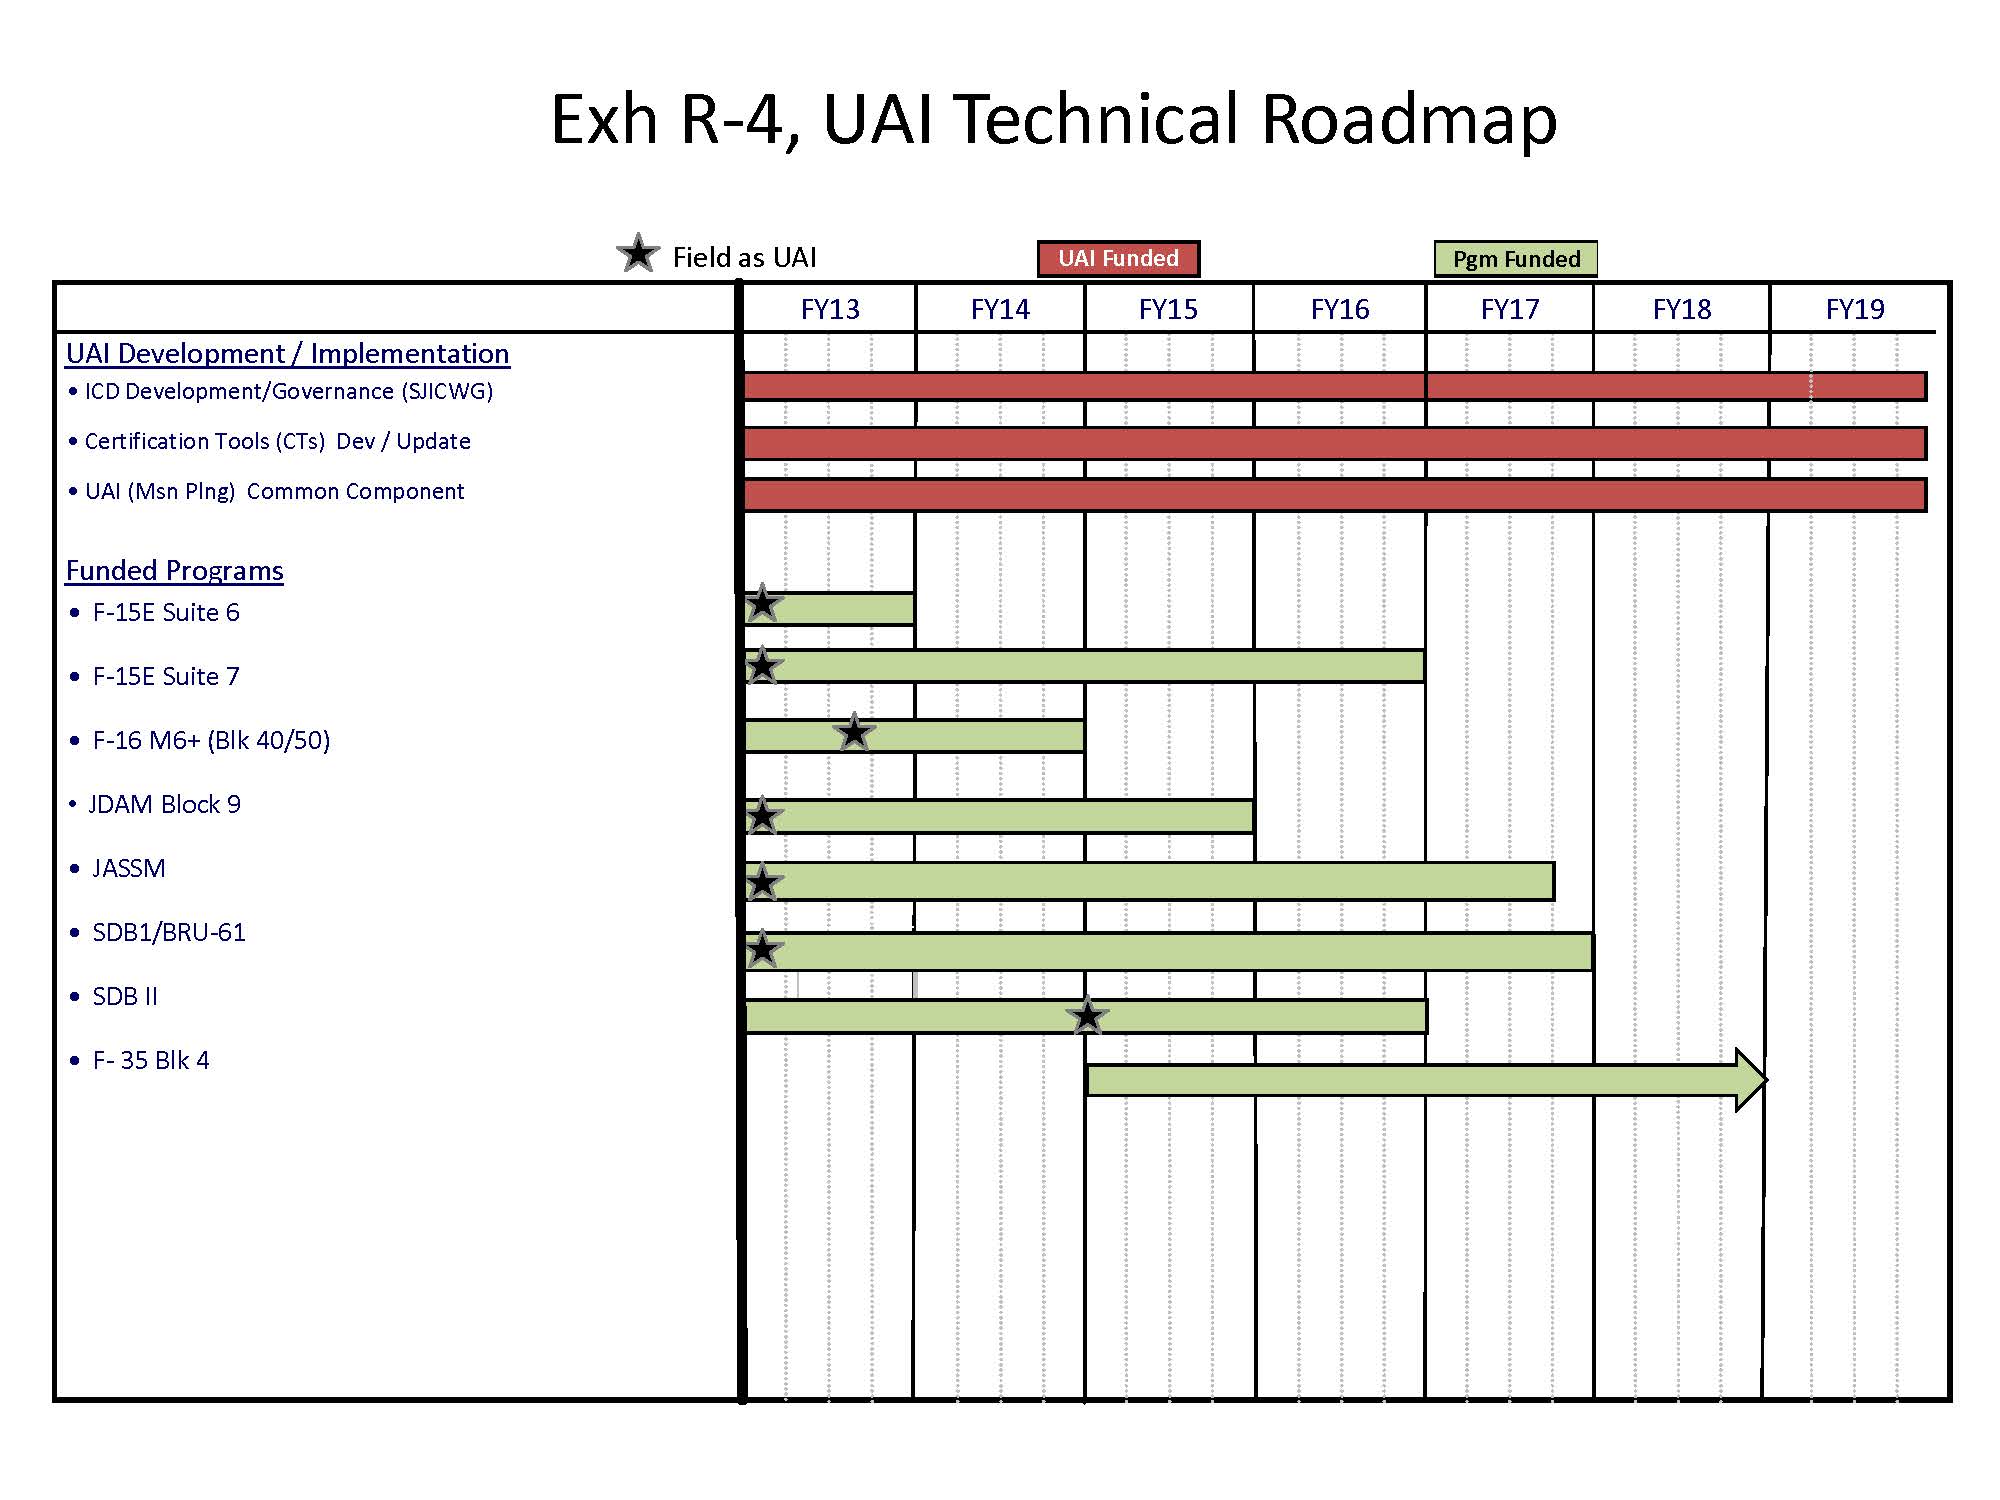 Exh R-4, UAI Technical Roadmap
Field as UAI
UAI Funded
Pgm Funded
FY13 FY14 FY15 FY16 FY17 FY18 FY19
UAI Development / Implementation
• ICD Development/Governance (SJICWG)
• Certification Tools (CTs) Dev / Update
• UAI (Msn Plng) Common Component
Funded Programs
• F-15E Suite 6
• F-15E Suite 7
• F-16 M6+ (Blk 40/50)
• JDAM Block 9
• JASSM
• SDB1/BRU-61
• SDB II
• F- 35 Blk 4